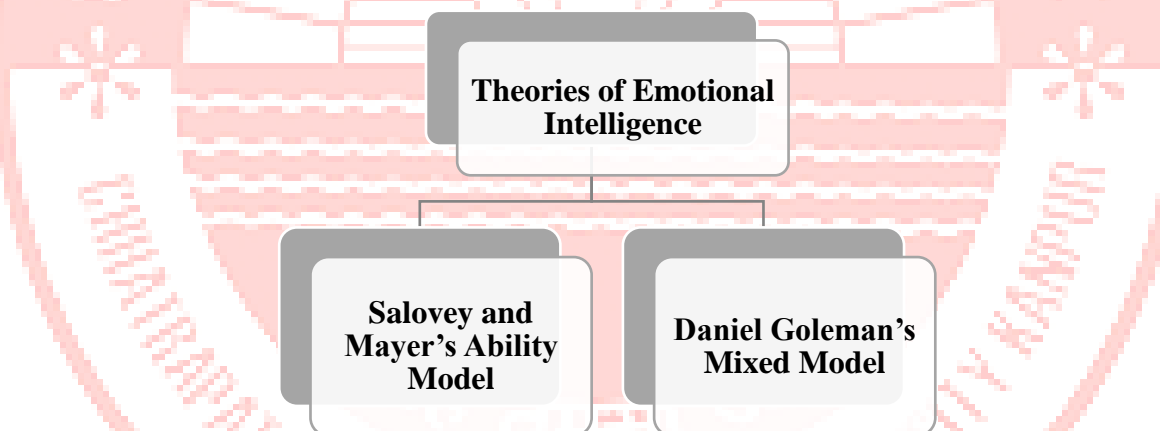 Theories of Emotional
Intelligence
Salovey and
Mayer's Ability
Model
Daniel Goleman's
Mixed Model